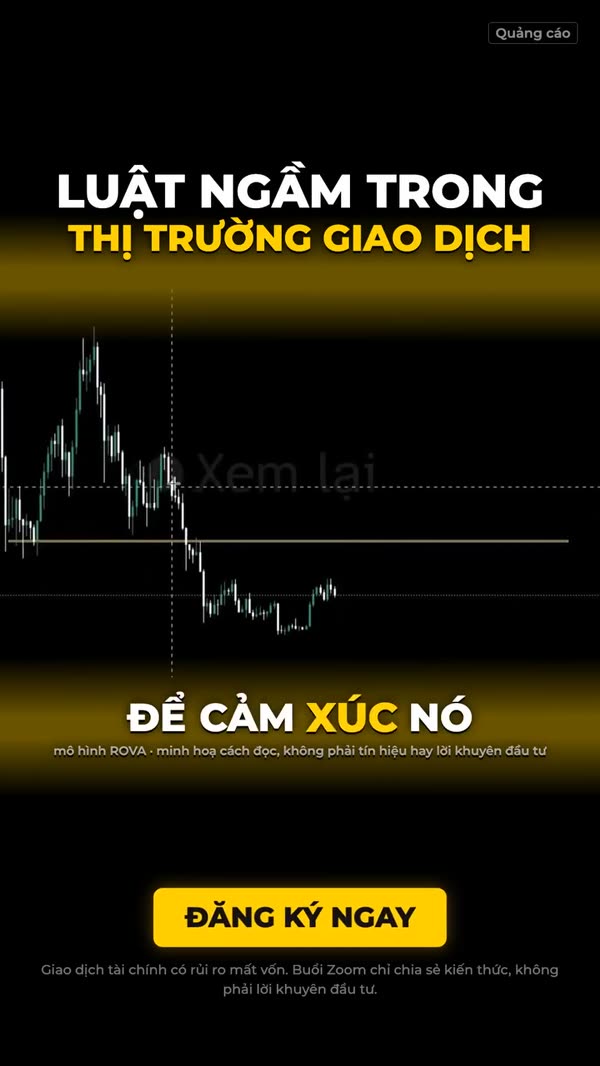 Quảng cáo
LUẬT NGẦM TRONG
THỊ TRƯỜNG GIAO DỊCH
Xem lại
ĐỂ CẢM XÚC NÓ
mô hình ROVA · minh hoạ cách đọc, không phải tín hiệu hay lời khuyên đầu tư
ĐĂNG KÝ NGAY
Giao dịch tài chính có rủi ro mất vốn. Buổi Zoom chỉ chia sẻ kiến thức, không
phải lời khuyên đầu tư.